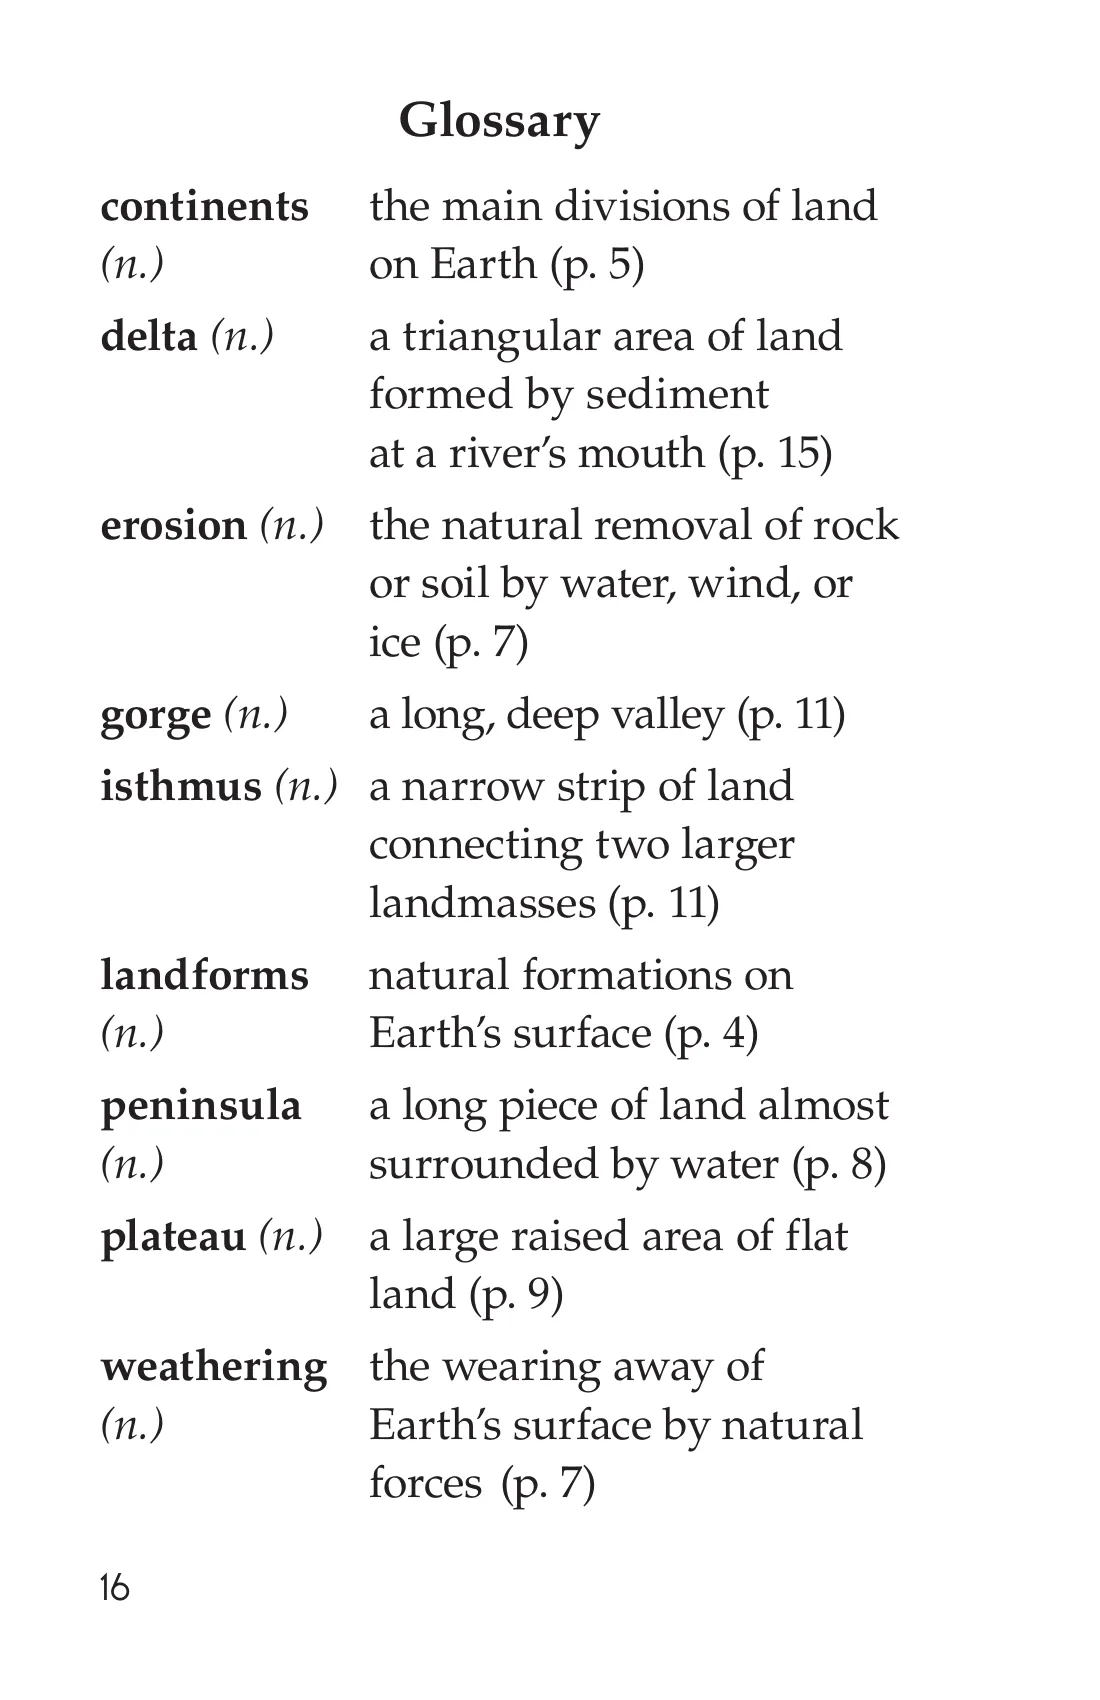 Glossary
continents the main divisions of land
(n.) on Earth (p. 5)
delta (n.) a triangular area of land
formed by sediment
at a river’s mouth (p. 15)
erosion (n.) the natural removal of rock
or soil by water, wind, or
ice (p. 7)
gorge (n.) a long, deep valley (p. 11)
isthmus (n.) a narrow strip of land
connecting two larger
landmasses (p. 11)
landforms natural formations on
(n.) Earth’s surface (p. 4)
peninsula a long piece of land almost
(n.) surrounded by water (p. 8)
plateau (n.) a large raised area of flat
land (p. 9)
weathering the wearing away of
(n.) Earth’s surface by natural
forces (p. 7)
16